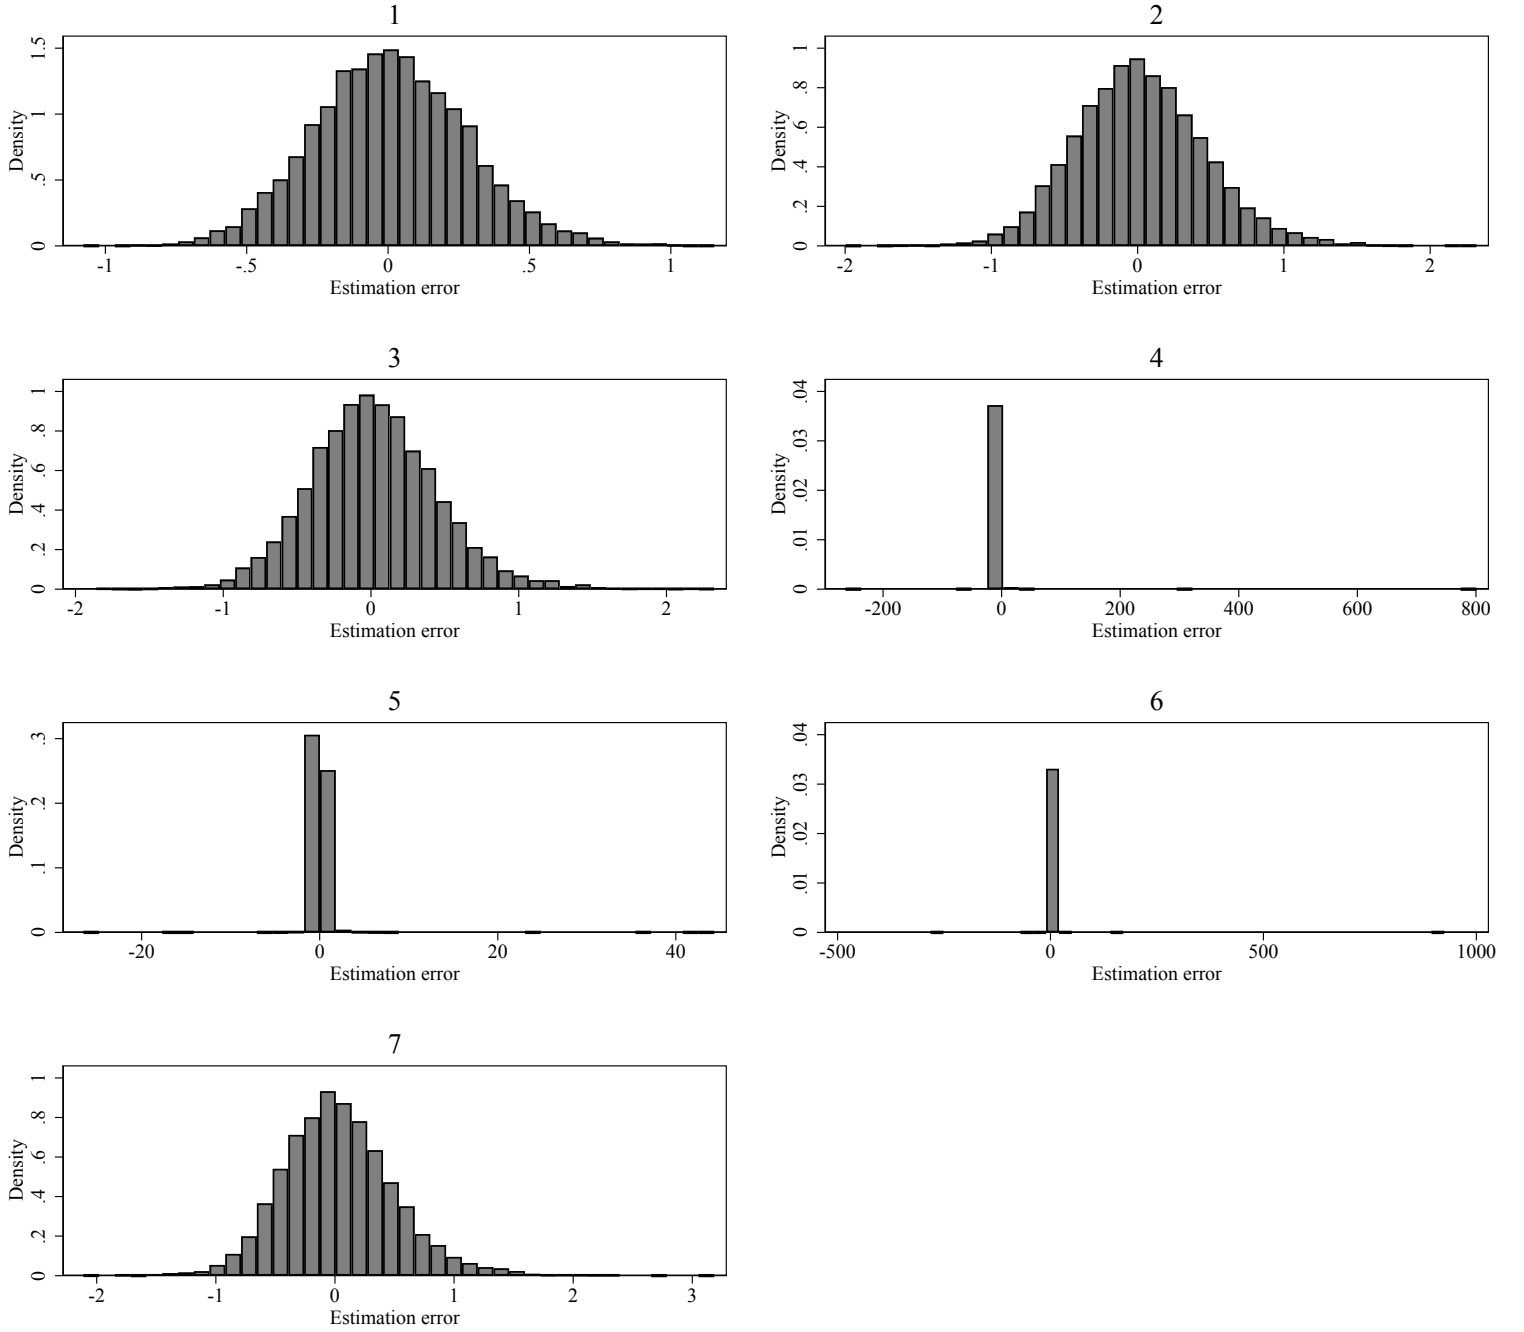 1
Density
0 .5 1 1.5
-1 -.5 0 .5 1
Estimation error
2
Density
0 .2 .4 .6 .8 1
-2 -1 0 1 2
Estimation error
3
Density
0 .2 .4 .6 .8 1
-2 -1 0 1 2
Estimation error
4
Density
0 .01 .02 .03 .04
-200 0 200 400 600 800
Estimation error
5
Density
0 .1 .2 .3
-20 0 20 40
Estimation error
6
Density
0 .01 .02 .03 .04
-500 0 500 1000
Estimation error
7
Density
0 .2 .4 .6 .8 1
-2 -1 0 1 2 3
Estimation error